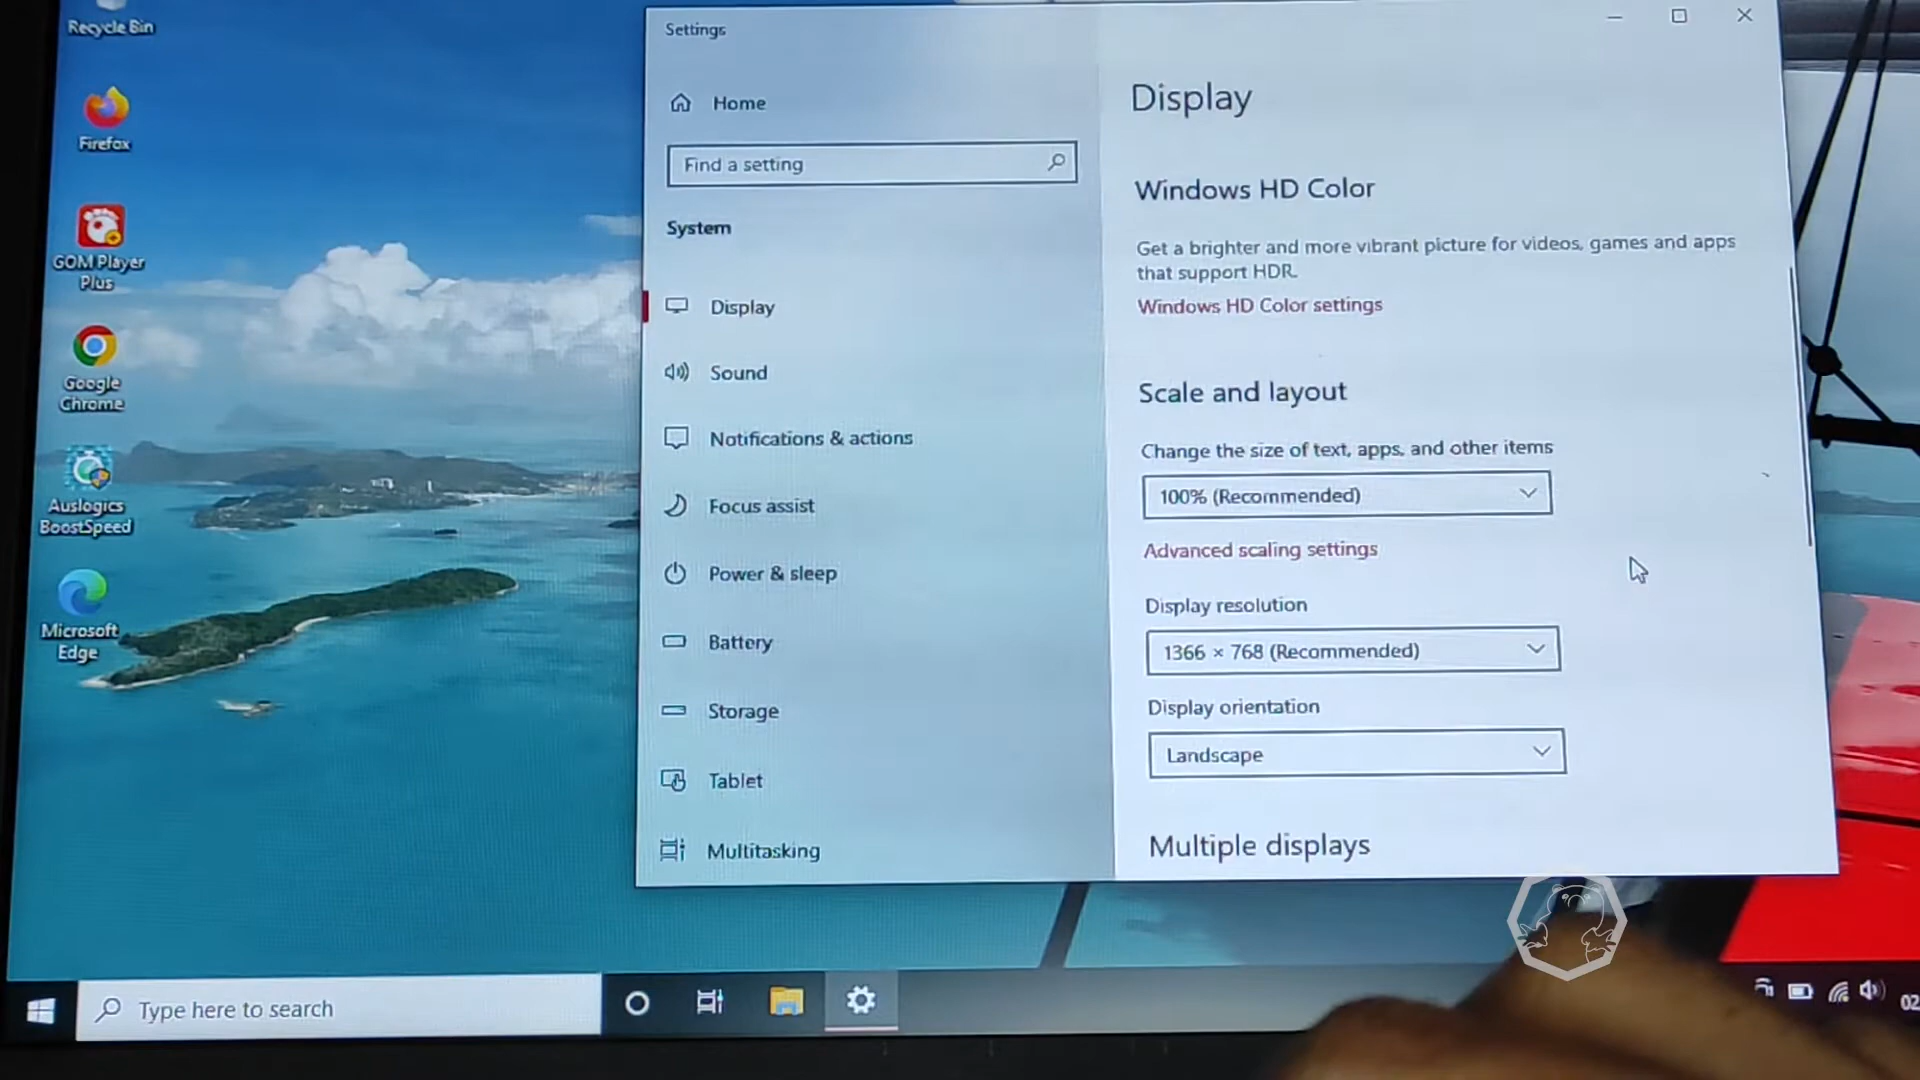 Recycle Bin
Firefox
GOM Player
Plus
Google
Chrome
Auslogics
BoostSpeed
Microsoft
Edge
Settings
Home
Find a setting
System
Display
Sound
Notifications & actions
Focus assist
Power & sleep
Battery
Storage
Tablet
Multitasking
Display
Windows HD Color
Get a brighter and more vibrant picture for videos, games and apps
that support HDR.
Windows HD Color settings
Scale and layout
Change the size of text, apps, and other items
100% (Recommended)
Advanced scaling settings
Display resolution
1366 × 768 (Recommended)
Display orientation
Landscape
Multiple displays
Type here to search
02